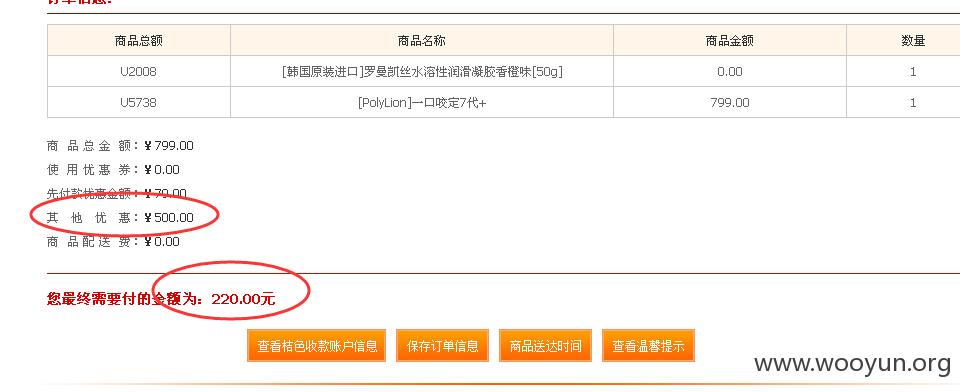 订单信息:
商品总额 商品名称 商品金额 数量
U2008 [韩国原装进口]罗曼凯丝水溶性润滑凝胶香橙味[50g] 0.00 1
U5738 [PolyLion]一口咬定7代+ 799.00 1
商品总金额：¥799.00
使用优惠券：¥0.00
先付款优惠金额：¥79.00
其他优惠：¥500.00
商品配送费：¥0.00
您最终需要付的金额为：220.00元
查看桔色收款账户信息 保存订单信息 商品送达时间 查看温馨提示
www.wooyun.org